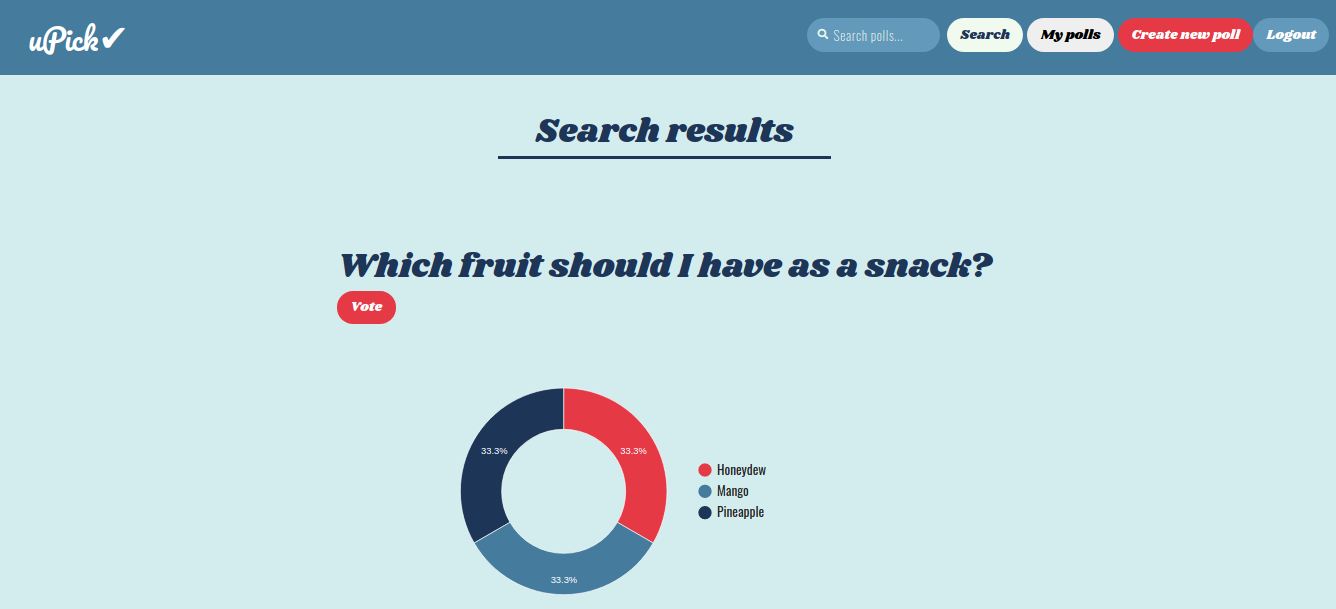 uPick✔
Search polls...
Search
My polls
Create new poll
Logout
Search results
Which fruit should I have as a snack?
Vote
33.3%
33.3%
33.3%
Honeydew
Mango
Pineapple